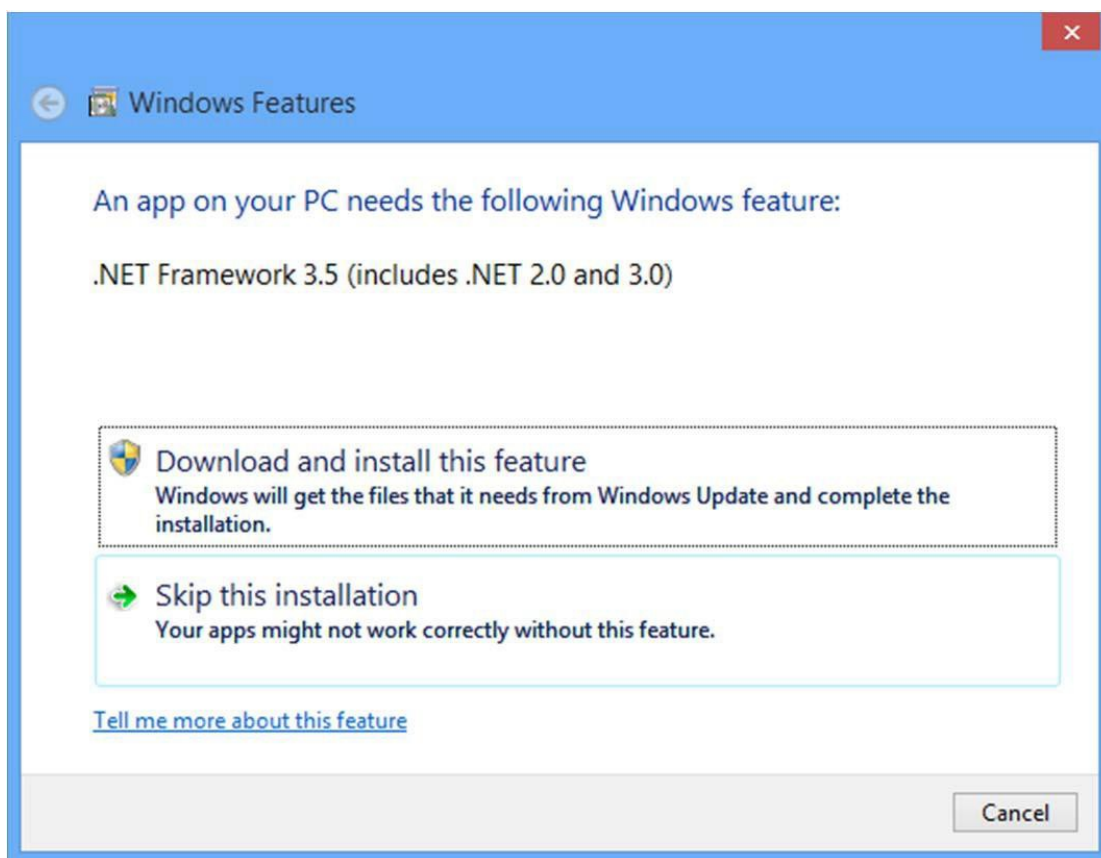 Windows Features
An app on your PC needs the following Windows feature:
.NET Framework 3.5 (includes .NET 2.0 and 3.0)
Download and install this feature
Windows will get the files that it needs from Windows Update and complete the
installation.
Skip this installation
Your apps might not work correctly without this feature.
Tell me more about this feature
Cancel